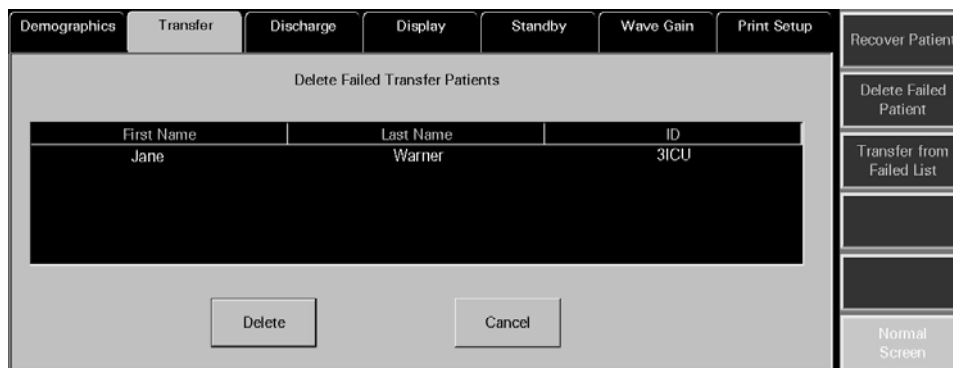 Demographics Transfer Discharge Display Standby Wave Gain Print Setup
Recover Patient
Delete Failed Transfer Patients
Delete Failed
Patient
First Name Last Name ID
Jane Warner 3ICU
Transfer from
Failed List
Delete Cancel
Normal
Screen